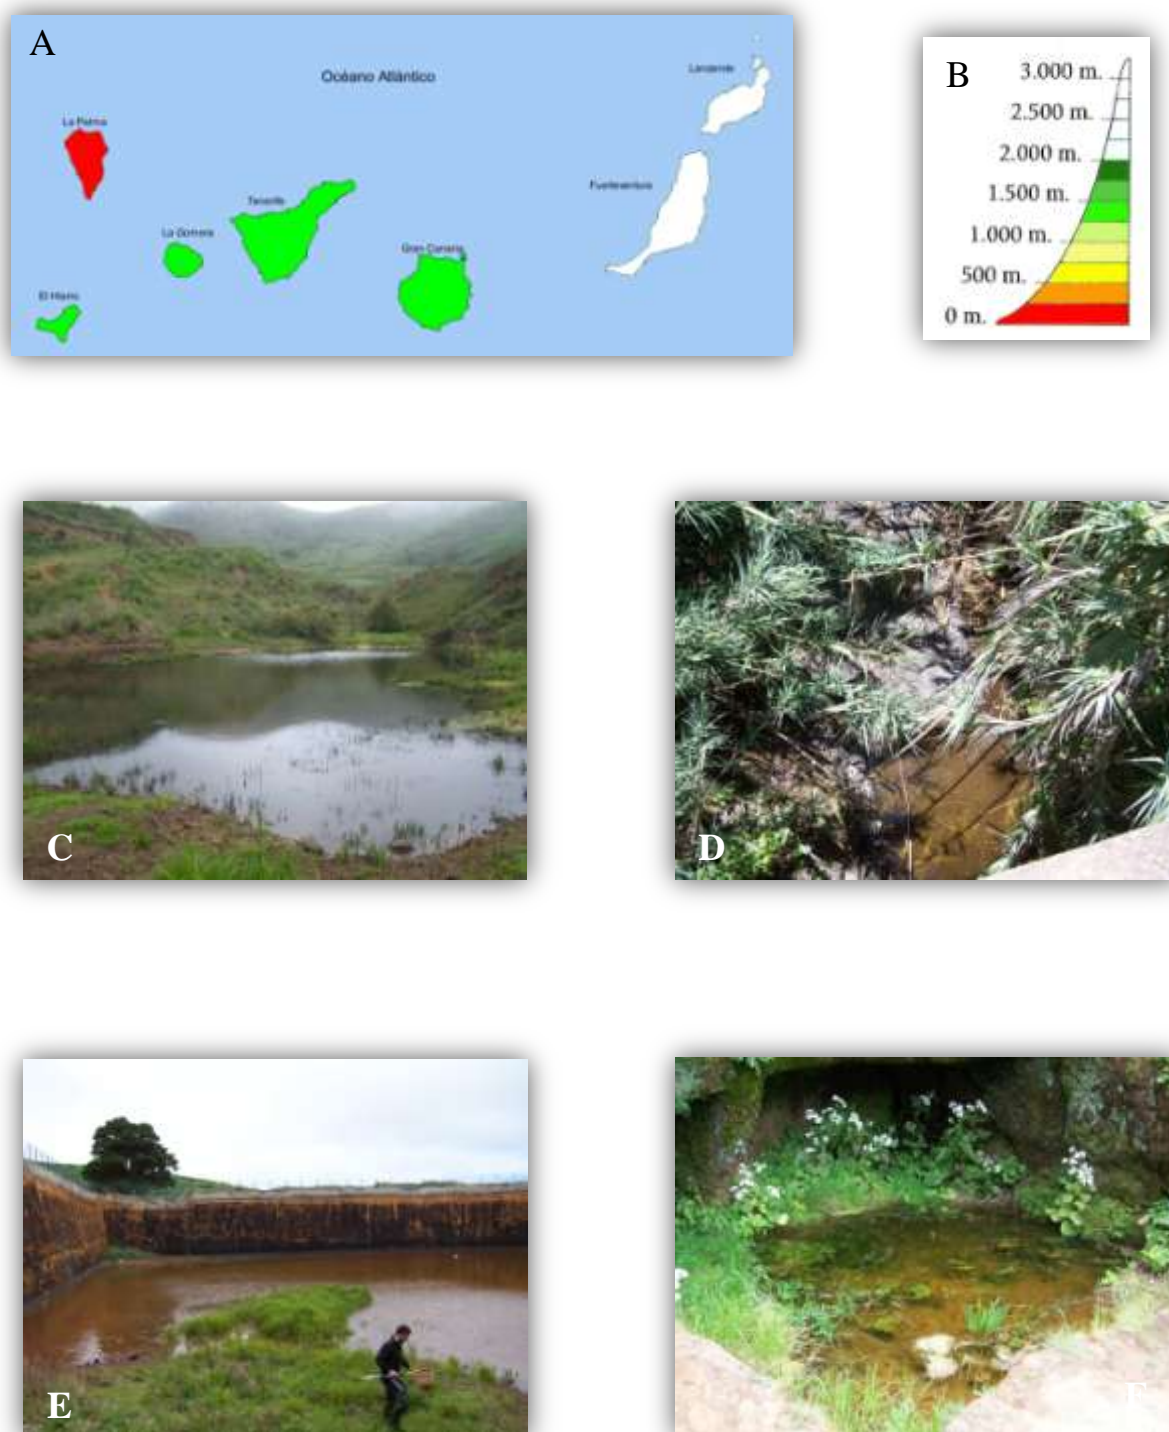 A
Océano Atlántico
Lanzarote
La Palma
Fuerteventura
Tenerife
La Gomera
Gran Canaria
El Hierro
B
3.000 m.
2.500 m.
2.000 m.
1.500 m.
1.000 m.
500 m.
0 m.
C
D
E
F